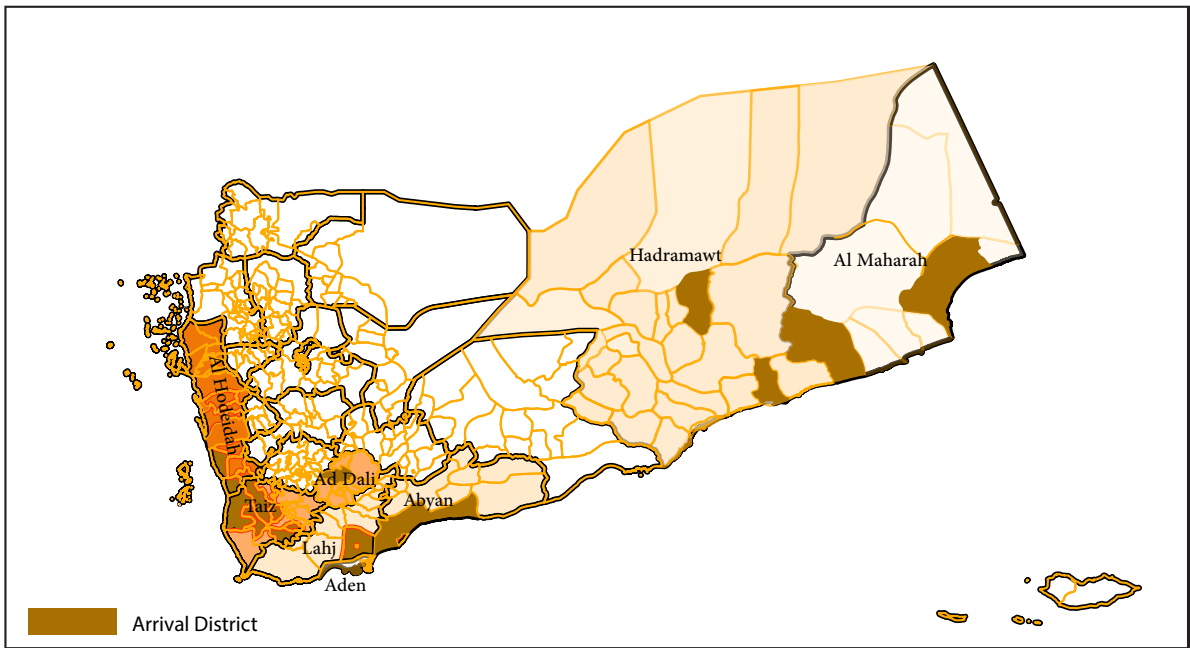 Hadramawt
Al Maharah
Al Hodeidah
Ad Dali
Taiz
Abyan
Lahj
Aden
Arrival District